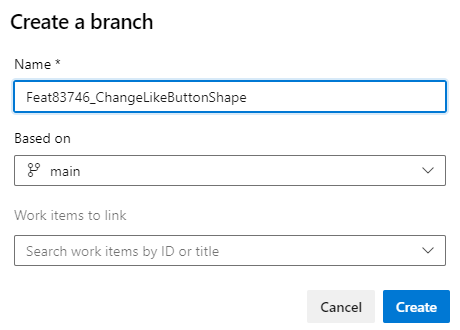 Create a branch
Name *
Feat83746_ChangeLikeButtonShape
Based on
main
Work items to link
Search work items by ID or title
Cancel Create